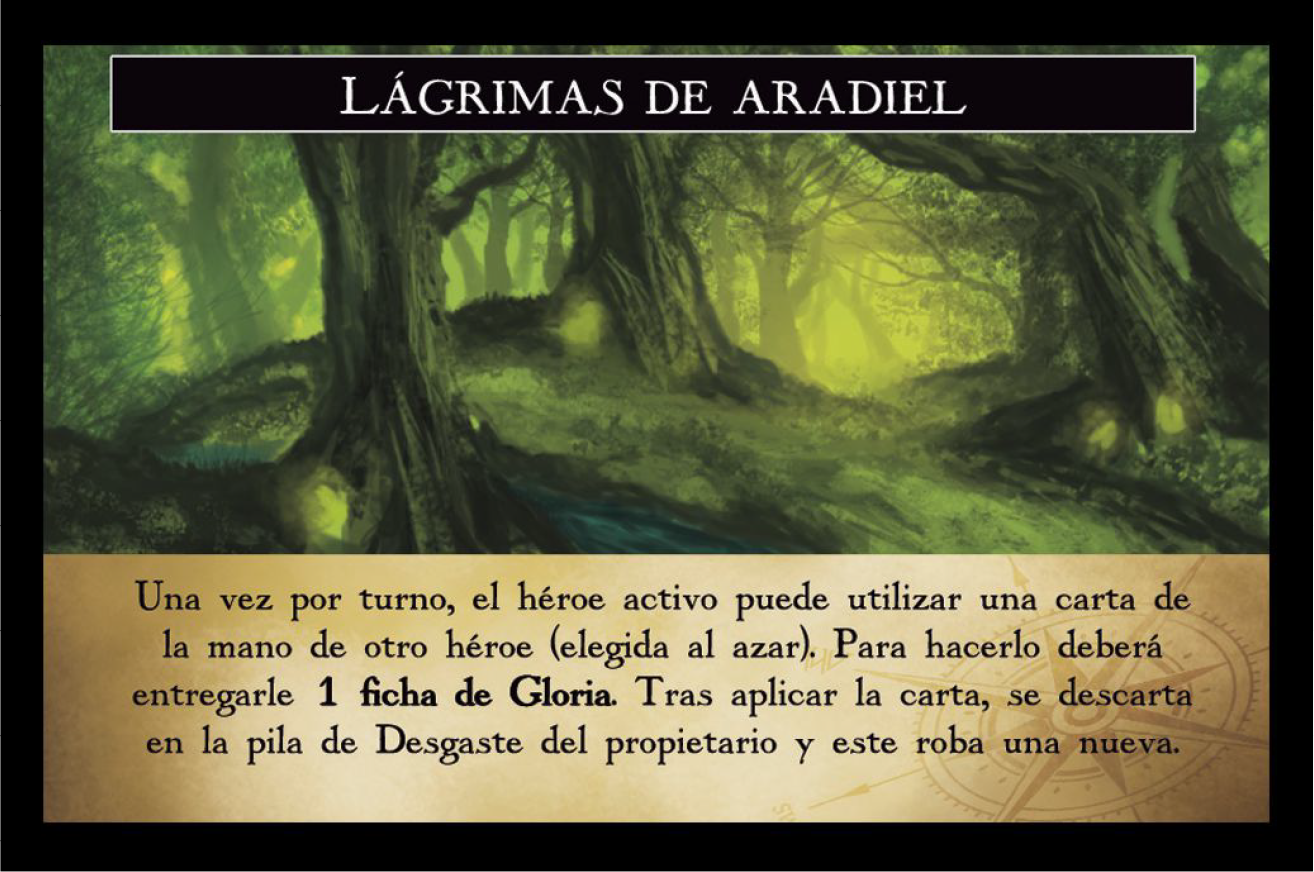 LÁGRIMAS DE ARADIEL
Una vez por turno, el héroe activo puede utilizar una carta de
la mano de otro héroe (elegida al azar). Para hacerlo deberá
entregarle 1 ficha de Gloria. Tras aplicar la carta, se descarta
en la pila de Desgaste del propietario y este roba una nueva.